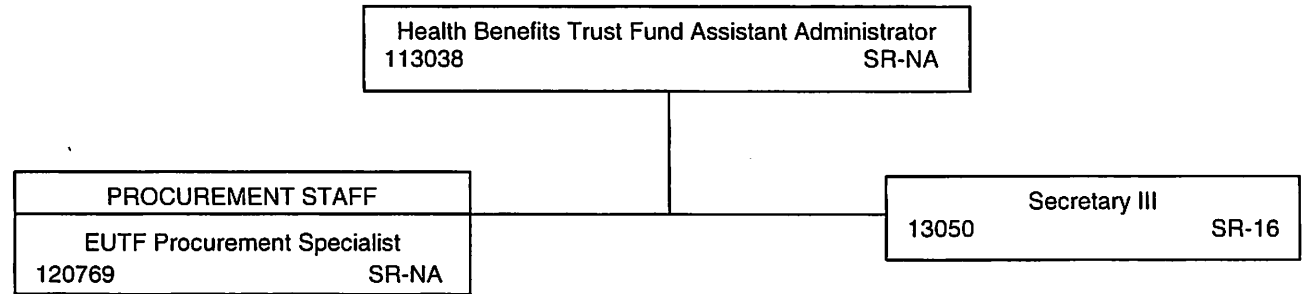 Health Benefits Trust Fund Assistant Administrator
113038 SR-NA
PROCUREMENT STAFF
EUTF Procurement Specialist
120769 SR-NA
Secretary III
13050 SR-16